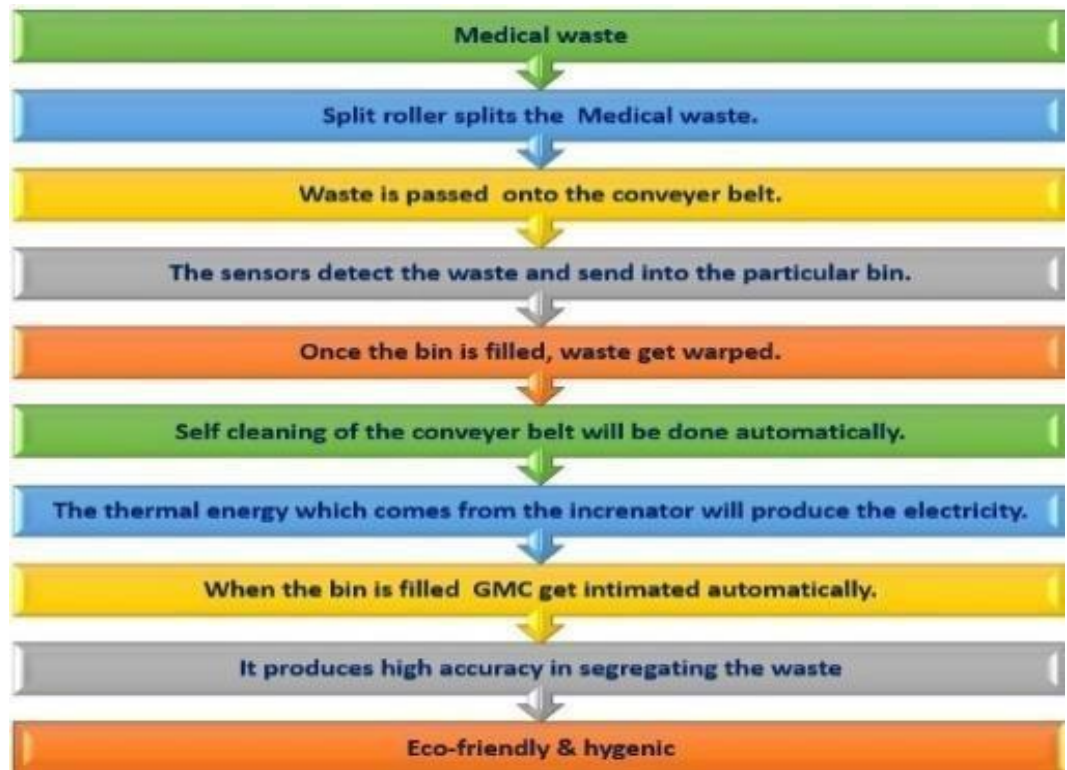 Medical waste
Split roller splits the Medical waste.
Waste is passed onto the conveyer belt.
The sensors detect the waste and send into the particular bin.
Once the bin is filled, waste get warped.
Self cleaning of the conveyer belt will be done automatically.
The thermal energy which comes from the increnator will produce the electricity.
When the bin is filled GMC get intimated automatically.
It produces high accuracy in segregating the waste
Eco-friendly & hygenic